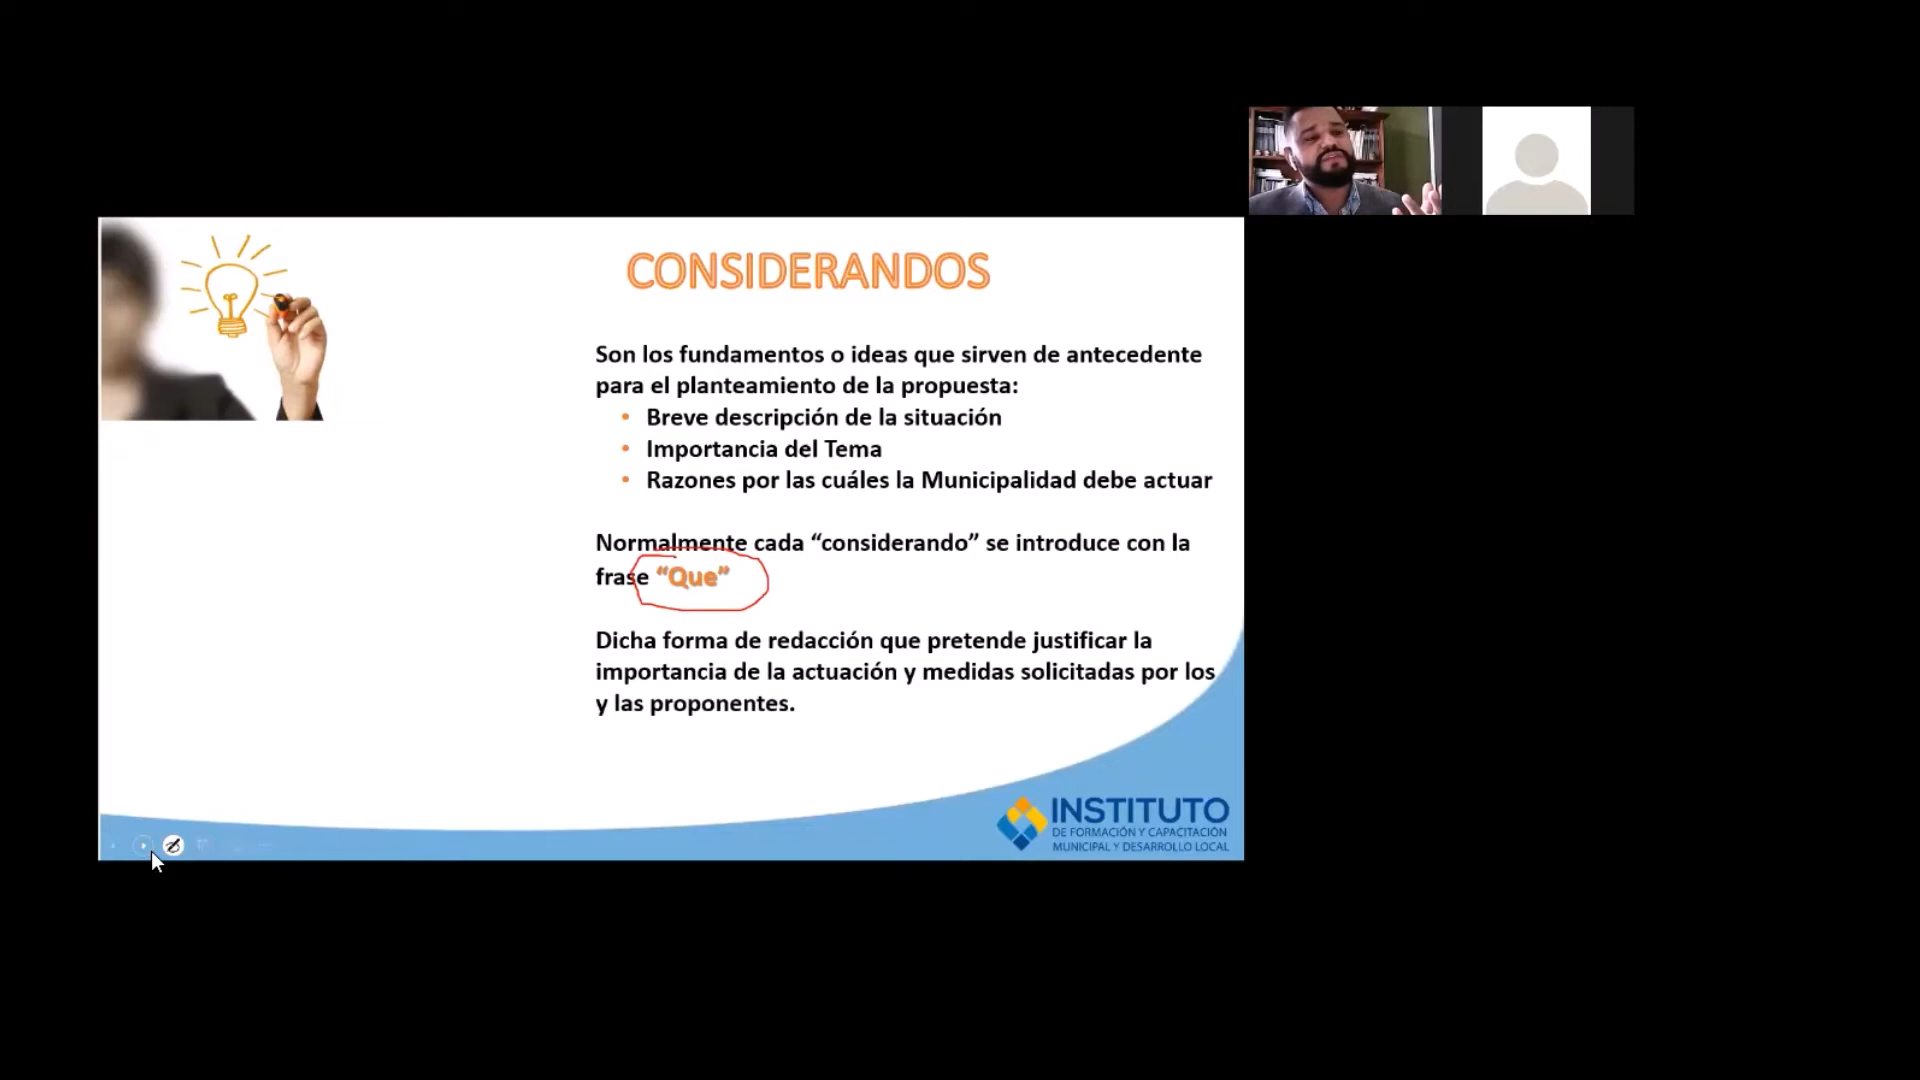 CONSIDERANDOS
Son los fundamentos o ideas que sirven de antecedente
para el planteamiento de la propuesta:
• Breve descripción de la situación
• Importancia del Tema
• Razones por las cuáles la Municipalidad debe actuar
Normalmente cada “considerando” se introduce con la
frase “Que”
Dicha forma de redacción que pretende justificar la
importancia de la actuación y medidas solicitadas por los
y las proponentes.
INSTITUTO
DE FORMACIÓN Y CAPACITACIÓN
MUNICIPAL Y DESARROLLO LOCAL